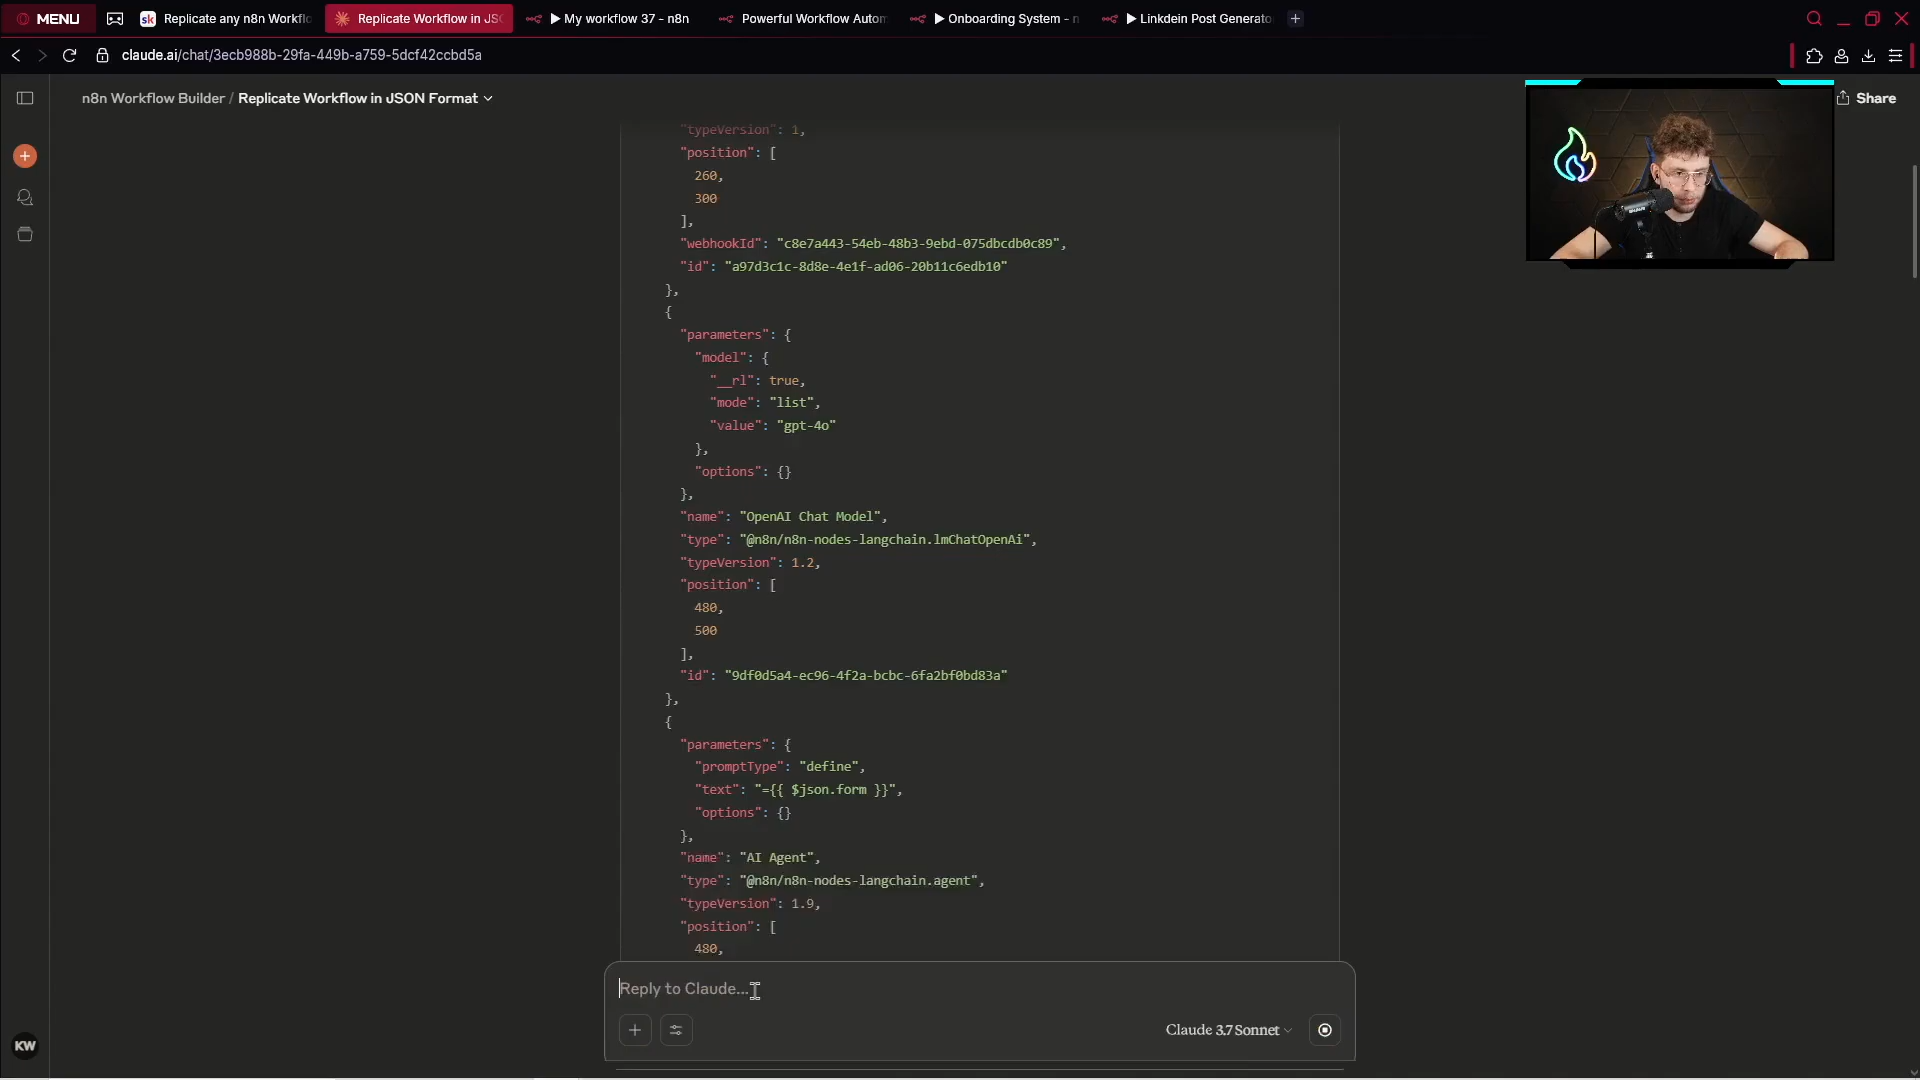 MENU
sk Replicate any n8n Workflo
Replicate Workflow in JSO
▶ My workflow 37 - n8n
Powerful Workflow Autom
▶ Onboarding System - n
▶ Linkdein Post Generato
claude.ai/chat/3ecb988b-29fa-449b-a759-5dcf42ccbd5a
n8n Workflow Builder / Replicate Workflow in JSON Format
Share
"typeVersion": 1,
"position": [
260,
300
],
"webhookId": "c8e7a443-54eb-48b3-9ebd-075dbcdb0c89",
"id": "a97d3c1c-8d8e-4e1f-ad06-20b11c6edb10"
},
{
"parameters": {
"model": {
"__rl": true,
"mode": "list",
"value": "gpt-4o"
},
"options": {}
},
"name": "OpenAI Chat Model",
"type": "@n8n/n8n-nodes-langchain.lmChatOpenAi",
"typeVersion": 1.2,
"position": [
480,
500
],
"id": "9df0d5a4-ec96-4f2a-bcbc-6fa2bf0bd83a"
},
{
"parameters": {
"promptType": "define",
"text": "={{ $json.form }}",
"options": {}
},
"name": "AI Agent",
"type": "@n8n/n8n-nodes-langchain.agent",
"typeVersion": 1.9,
"position": [
480,
Reply to Claude...
Claude 3.7 Sonnet
KW